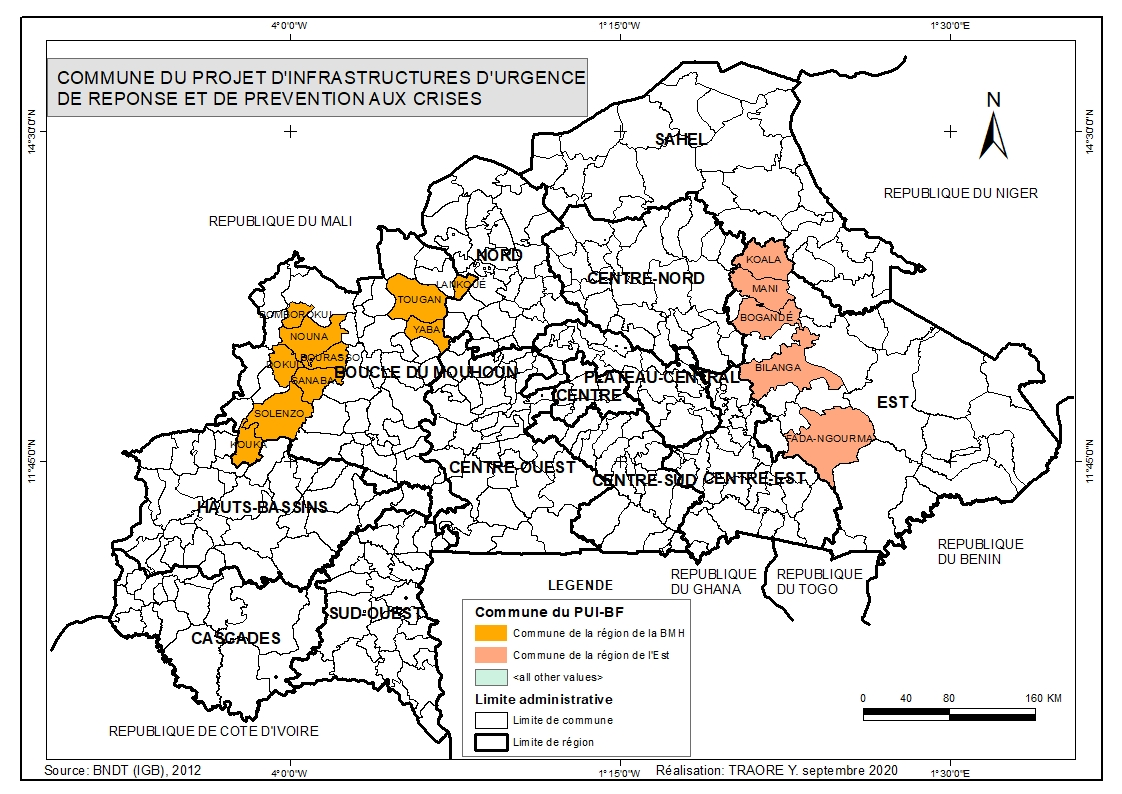 4°0'0"W
1°15'0"W
1°30'0"E
COMMUNE DU PROJET D'INFRASTRUCTURES D'URGENCE
DE REPONSE ET DE PREVENTION AUX CRISES
N
14°30'0"N
14°30'0"N
SAHEL
REPUBLIQUE DU NIGER
REPUBLIQUE DU MALI
NORD
KOALA
CENTRE-NORD
LANKOUE
MANI
TOUGAN
DOMBOROKUI
BOGANDÉ
YABA
NOUNA
BOURASSO
DOKUI
BILANGA
BOUCLE DU MOUHOUN
PLATEAU-CENTRAL
SANABA
CENTRE
EST
SOLENZO
FADA-NGOURMA
KOUKA
11°45'0"N
11°45'0"N
CENTRE-OUEST
CENTRE-SUD
CENTRE-EST
HAUTS-BASSINS
REPUBLIQUE
DU BENIN
REPUBLIQUE
DU GHANA
REPUBLIQUE
DU TOGO
SUD-OUEST
CASCADES
LEGENDE
Commune du PUI-BF
Commune de la région de la BMH
Commune de la région de l'Est
<all other values>
Limite administrative
Limite de commune
Limite de région
0 40 80 160 KM
REPUBLIQUE DE COTE D'IVOIRE
Source: BNDT (IGB), 2012
Réalisation: TRAORE Y. septembre 2020
4°0'0"W
1°15'0"W
1°30'0"E